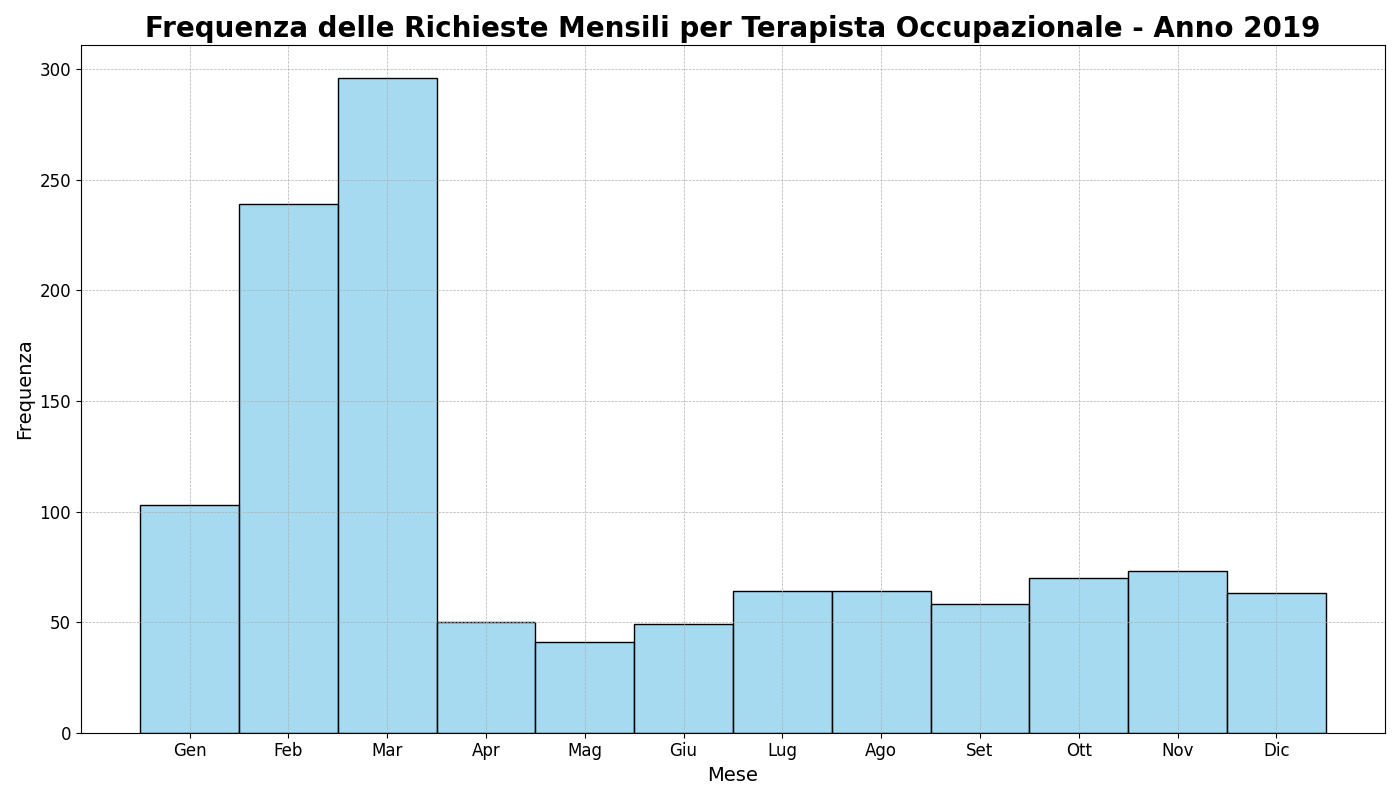 Frequenza delle Richieste Mensili per Terapista Occupazionale - Anno 2019
300
250
200
150
100
50
0
Frequenza
Gen Feb Mar Apr Mag Giu Lug Ago Set Ott Nov Dic
Mese